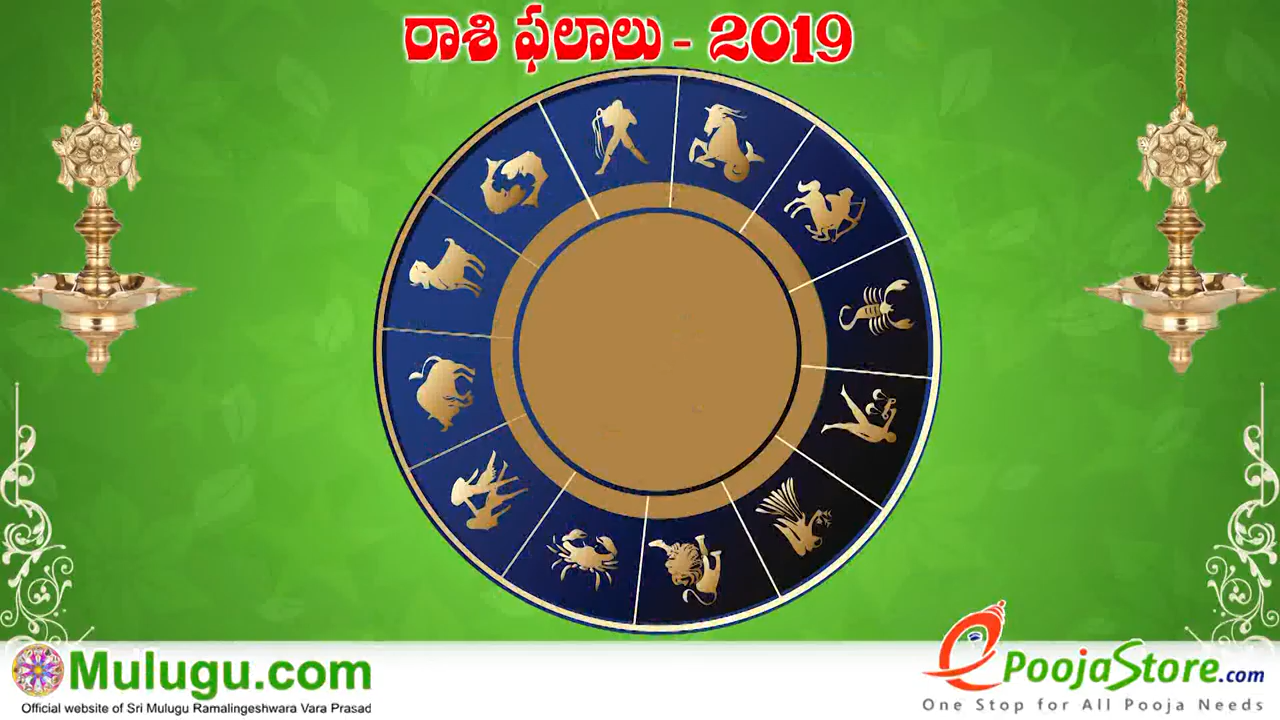 రాశి ఫలాలు - 2019
Mulugu.com
Official website of Sri Mulugu Ramalingeshwara Vara Prasad
ePoojaStore.com
One Stop for All Pooja Needs